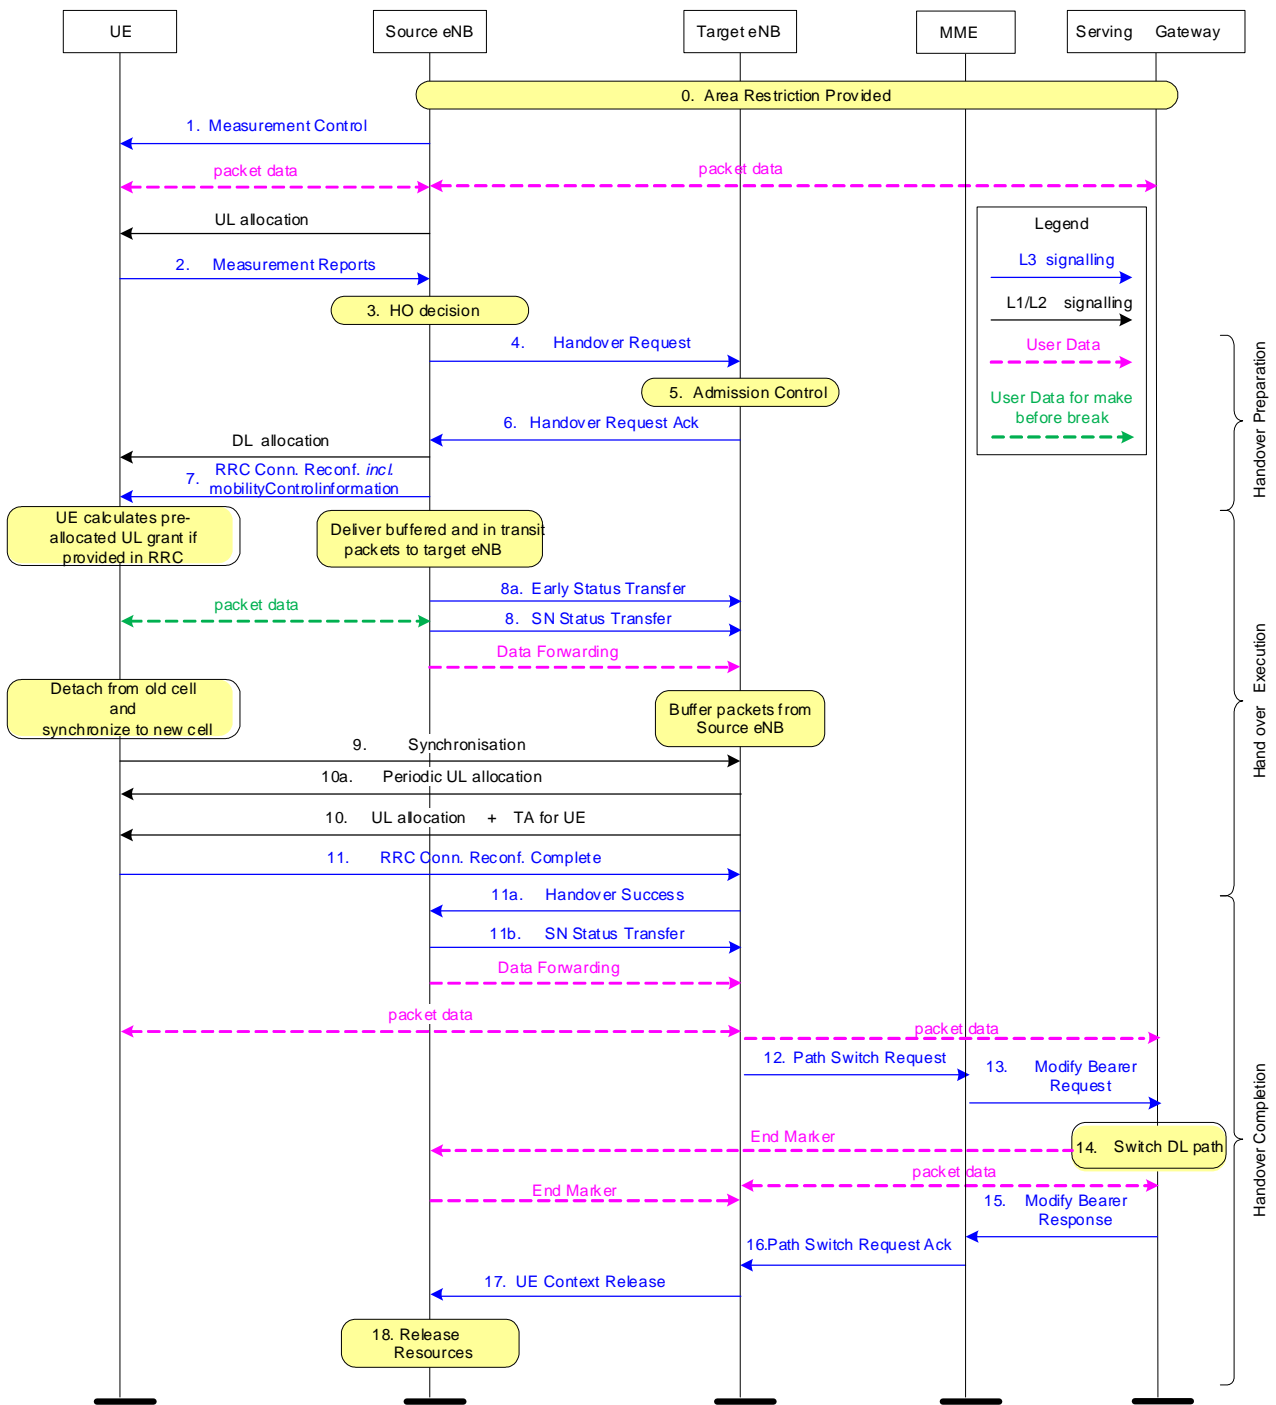 UE
Source eNB
Target eNB
MME
Serving Gateway
0. Area Restriction Provided
1. Measurement Control
packet data
packet data
UL allocation
Legend
2. Measurement Reports
L3 signalling
3. HO decision
L1/L2 signalling
4. Handover Request
User Data
5. Admission Control
User Data for make
before break
6. Handover Request Ack
DL allocation
7. RRC Conn. Reconf. incl.
mobilityControlinformation
Handover Preparation
UE calculates pre-
allocated UL grant if
provided in RRC
Deliver buffered and in transit
packets to target eNB
8a. Early Status Transfer
packet data
8. SN Status Transfer
Data Forwarding
Detach from old cell
and
synchronize to new cell
Buffer packets from
Source eNB
Hand over Execution
9. Synchronisation
10a. Periodic UL allocation
10. UL allocation + TA for UE
11. RRC Conn. Reconf. Complete
11a. Handover Success
11b. SN Status Transfer
Data Forwarding
packet data
packet data
12. Path Switch Request
13. Modify Bearer
Request
End Marker
14. Switch DL path
Handover Completion
packet data
End Marker
15. Modify Bearer
Response
16.Path Switch Request Ack
17. UE Context Release
18. Release
Resources